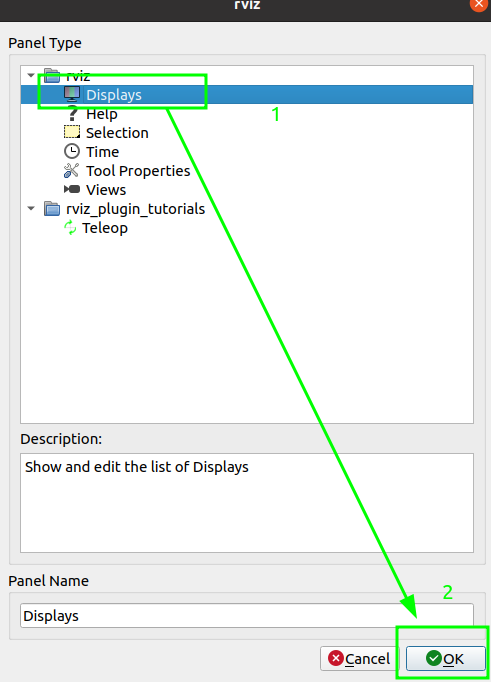 rviz
Panel Type
rviz
Displays
1
Help
Selection
Time
Tool Properties
Views
rviz_plugin_tutorials
Teleop
Description:
Show and edit the list of Displays
Panel Name
2
Displays
Cancel
OK